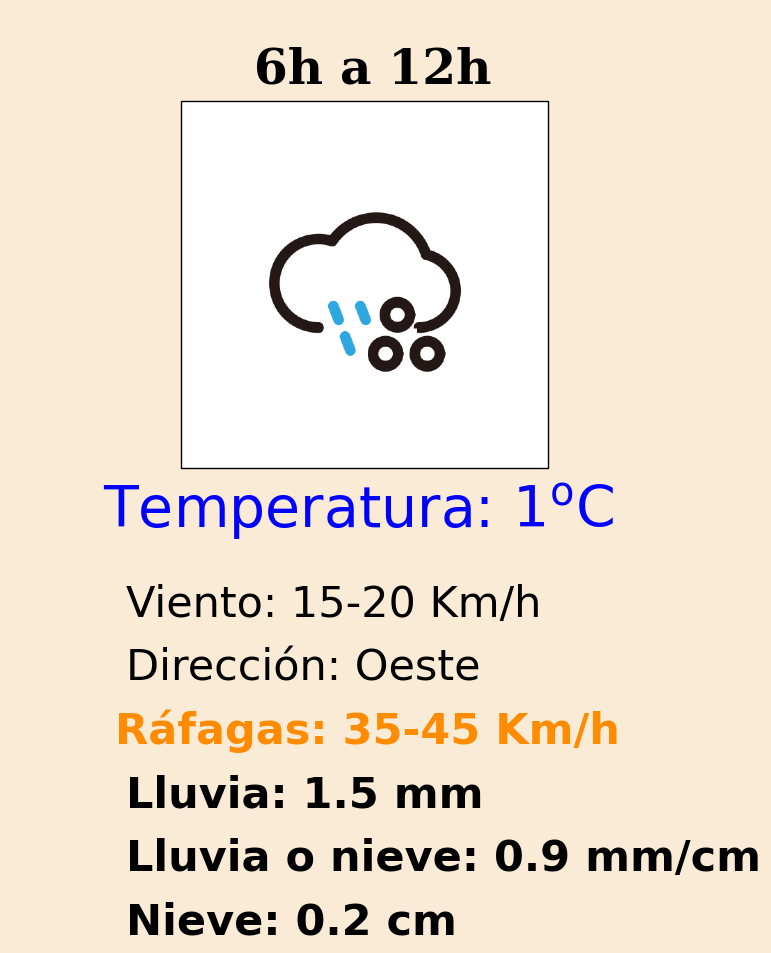 6h a 12h
Temperatura: 1ºC
Viento: 15-20 Km/h
Dirección: Oeste
Ráfagas: 35-45 Km/h
Lluvia: 1.5 mm
Lluvia o nieve: 0.9 mm/cm
Nieve: 0.2 cm